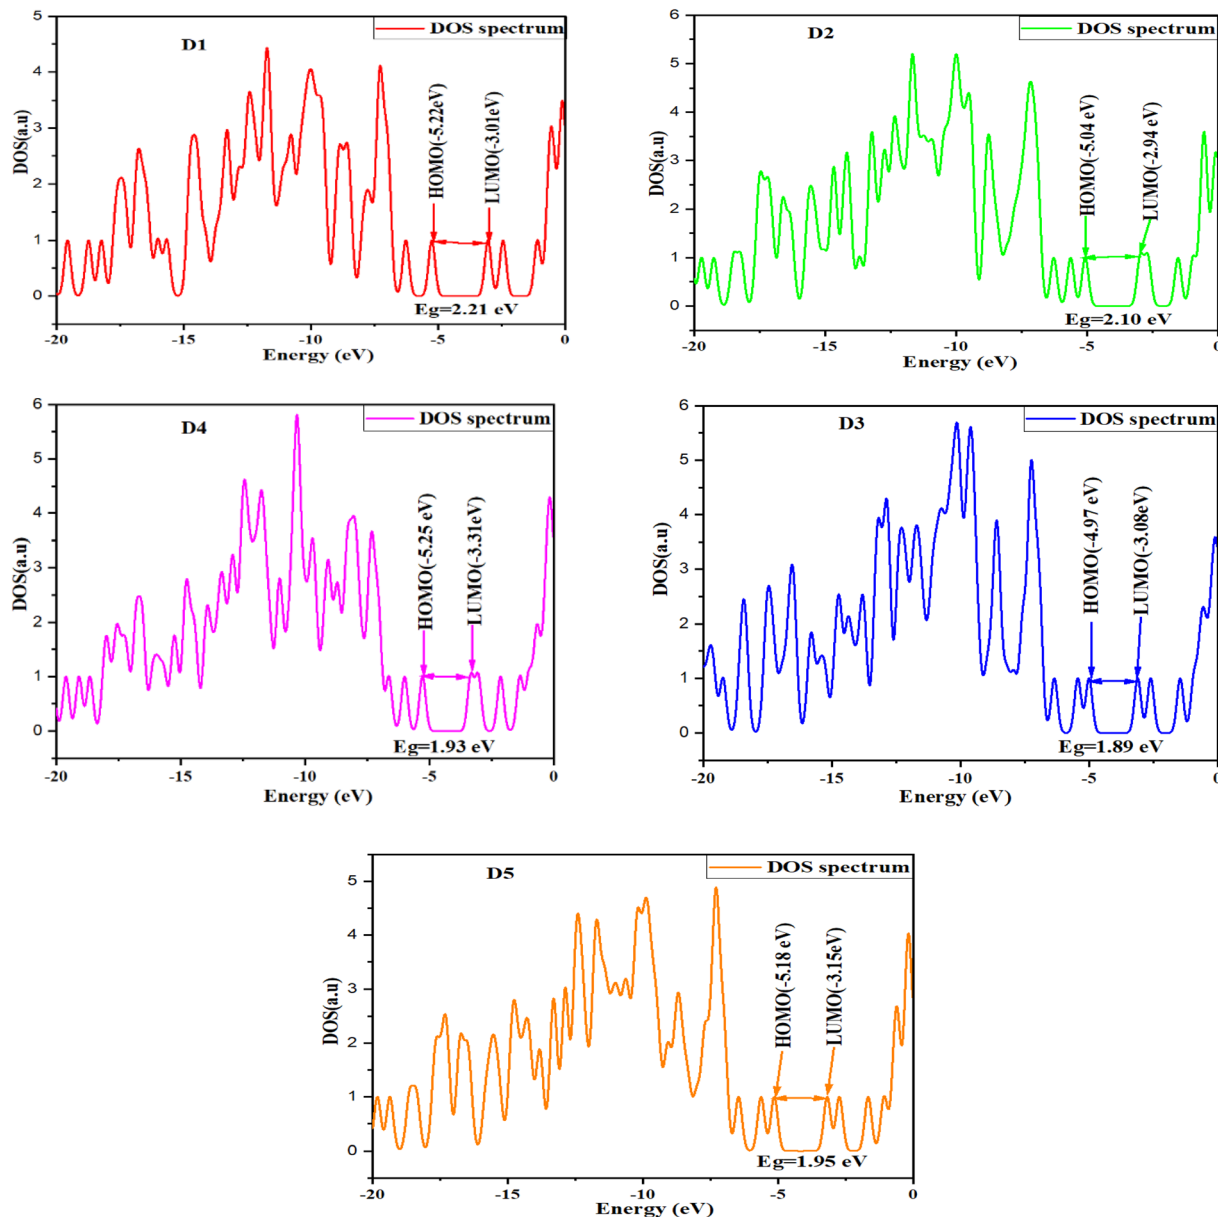 D1
DOS spectrum
HOMO(-5.22eV)
LUMO(-3.01eV)
Eg=2.21 eV
DOS(a.u)
5
4
3
2
1
0
-20
-15
-10
-5
0
Energy (eV)
D2
DOS spectrum
HOMO(-5.04 eV)
LUMO(-2.94 eV)
Eg=2.10 eV
DOS(a.u)
6
5
4
3
2
1
0
-20
-15
-10
-5
0
Energy (eV)
D4
DOS spectrum
HOMO(-5.25 eV)
LUMO(-3.31eV)
Eg=1.93 eV
DOS(a.u)
6
5
4
3
2
1
0
-20
-15
-10
-5
0
Energy (eV)
D3
DOS spectrum
HOMO(-4.97 eV)
LUMO(-3.08eV)
Eg=1.89 eV
DOS(a.u)
6
5
4
3
2
1
0
-20
-15
-10
-5
0
Energy (eV)
D5
DOS spectrum
HOMO(-5.18 eV)
LUMO(-3.15eV)
Eg=1.95 eV
DOS(a.u)
5
4
3
2
1
0
-20
-15
-10
-5
0
Energy (eV)